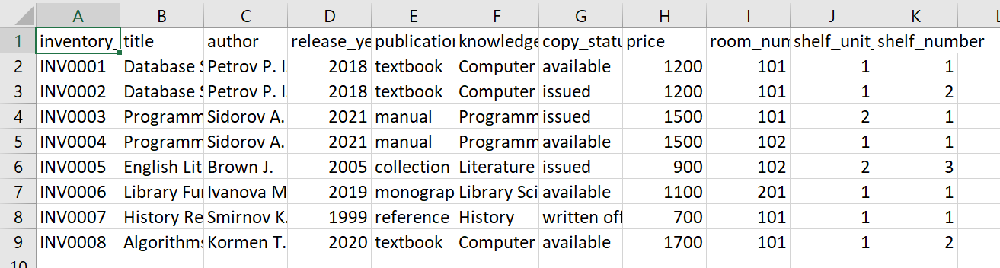 A B C D E F G H I J K
1 inventory_ title author release_ye publication knowledge copy_statu price room_num shelf_unit_ shelf_number
2 INV0001 Database S Petrov P. I 2018 textbook Computer available 1200 101 1 1
3 INV0002 Database S Petrov P. I 2018 textbook Computer issued 1200 101 1 2
4 INV0003 Programm Sidorov A. 2021 manual Programm issued 1500 101 2 1
5 INV0004 Programm Sidorov A. 2021 manual Programm available 1500 102 1 1
6 INV0005 English Lite Brown J. 2005 collection Literature issued 900 102 2 3
7 INV0006 Library Fun Ivanova M 2019 monograp Library Sci available 1100 201 1 1
8 INV0007 History Re Smirnov K. 1999 reference History written off 700 101 1 1
9 INV0008 Algorithms Kormen T. 2020 textbook Computer available 1700 101 1 2
10